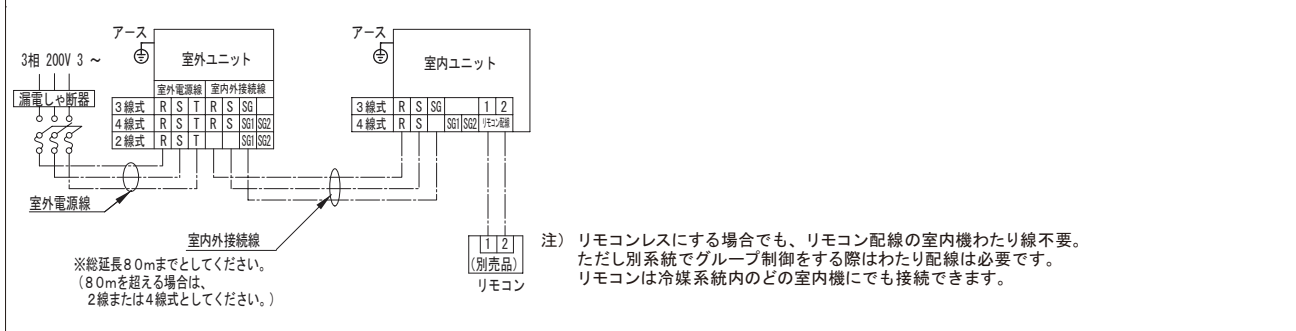 アース
3相 200V 3 ~
漏電しゃ断器
室外ユニット
室外電源線 室内外接続線
3線式 R S T R S SG
4線式 R S T R S SG1 SG2
2線式 R S T SG1 SG2
室外電源線
アース
室内ユニット
3線式 R S SG 1 2
4線式 R S SG1 SG2 リモコン配線
室内外接続線
※総延長80mまでとしてください。
(80mを超える場合は、
2線または4線式としてください。)
1 2
(別売品)
リモコン
注) リモコンレスにする場合でも、リモコン配線の室内機わたり線不要。
ただし別系統でグループ制御をする際はわたり配線は必要です。
リモコンは冷媒系統内のどの室内機にでも接続できます。